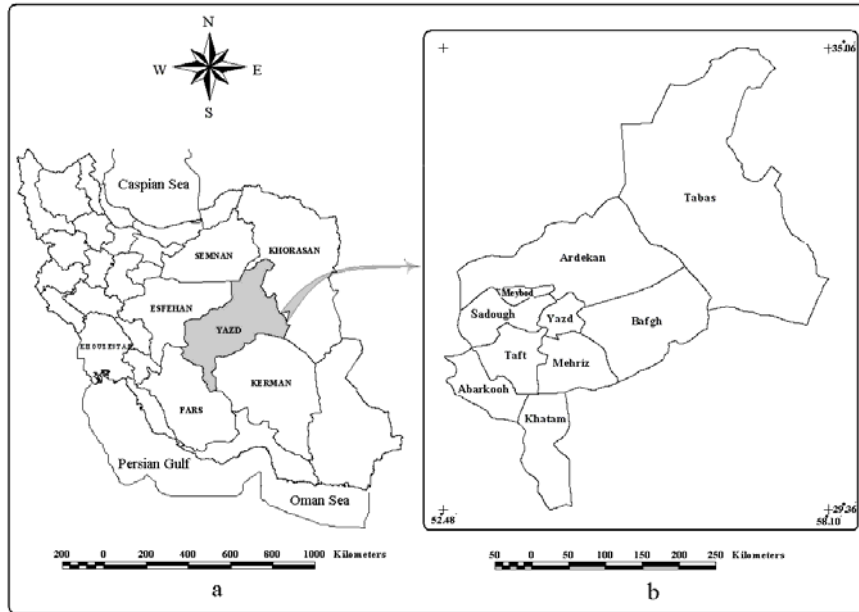 N
W E
S
Caspian Sea
SEMNAN
KHORASAN
ESFEHAN
YAZD
KHOUZESTAN
KERMAN
FARS
Persian Gulf
Oman Sea
200 0 200 400 600 800 1000 Kilometers
a
35.06
Tabas
Ardekan
Meybod
Sadough
Yazd
Bafgh
Taft
Mehriz
Abarkooh
Khatam
29.36
52.48
58.10
50 0 50 100 150 200 250 Kilometers
b